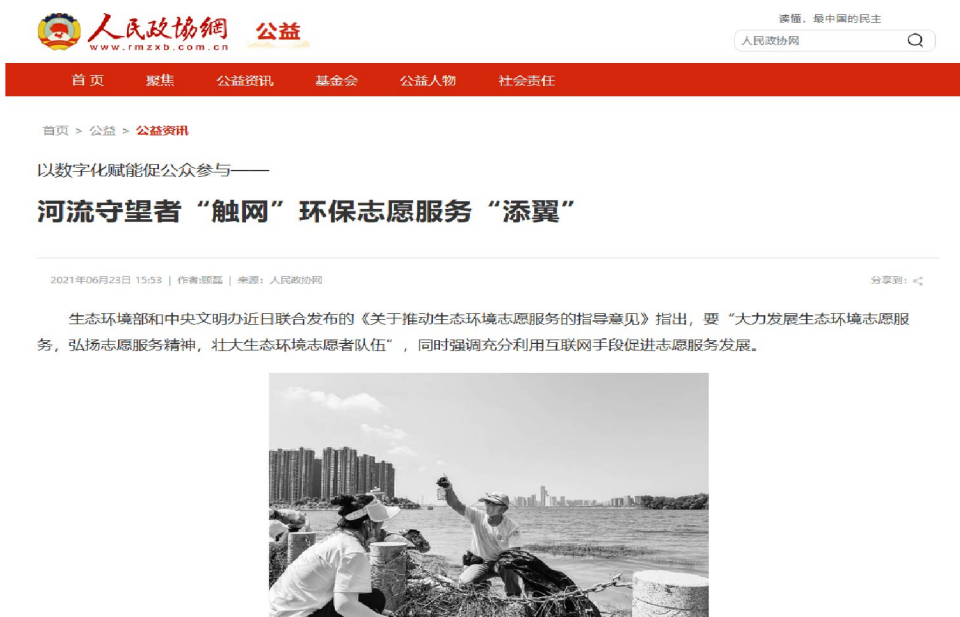 人民政协網
www.rmzxb.com.cn
公益
读懂，最中国的民主
人民政协网
首页 聚焦 公益资讯 基金会 公益人物 社会责任
首页 > 公益 > 公益资讯
以数字化赋能促公众参与——
河流守望者“触网”环保志愿服务“添翼”
2021年06月23日 15:53 | 作者:顾磊 | 来源：人民政协网
分享到：
生态环境部和中央文明办近日联合发布的《关于推动生态环境志愿服务的指导意见》指出，要“大力发展生态环境志愿服
务，弘扬志愿服务精神，壮大生态环境志愿者队伍”，同时强调充分利用互联网手段促进志愿服务发展。